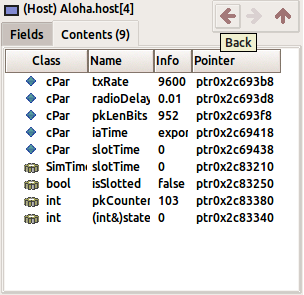 (Host) Aloha.host[4]
Back
Fields Contents (9)
Class Name Info Pointer
cPar txRate 9600 ptr0x2c693b8
cPar radioDelay 0.01 ptr0x2c693d8
cPar pkLenBits 952 ptr0x2c693f8
cPar iaTime expor ptr0x2c69418
cPar slotTime 0 ptr0x2c69438
SimTime slotTime 0 ptr0x2c83210
bool isSlotted false ptr0x2c83250
int pkCounter 103 ptr0x2c83380
int (int&)state 0 ptr0x2c83340